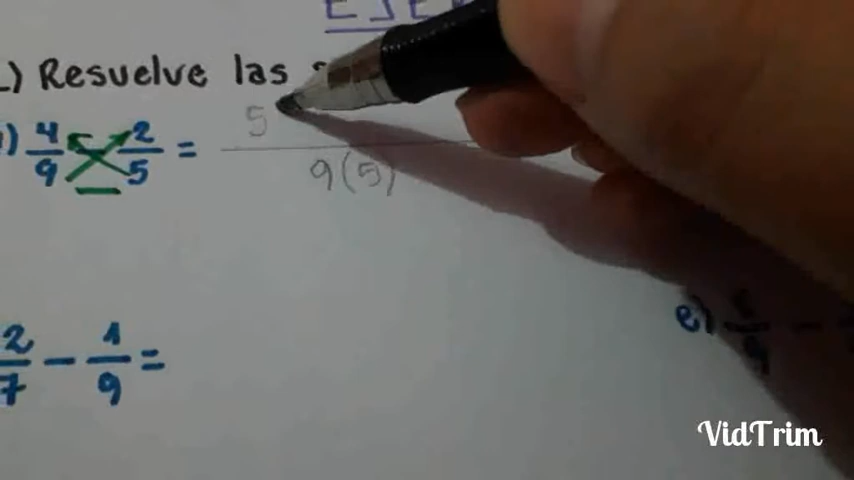 Resuelve las
4/9 2/5 = 5 / 9(5)
2/7 - 1/9 =
e)
VidTrim